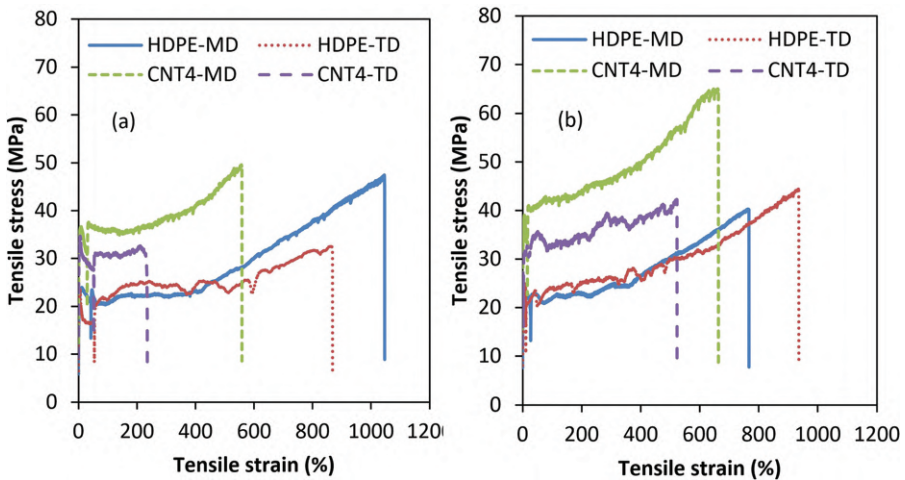 80
70
60
50
40
30
20
10
0
Tensile stress (MPa)
HDPE-MD
HDPE-TD
CNT4-MD
CNT4-TD
(a)
0 200 400 600 800 1000 1200
Tensile strain (%)
80
70
60
50
40
30
20
10
0
Tensile stress (MPa)
HDPE-MD
HDPE-TD
CNT4-MD
CNT4-TD
(b)
0 200 400 600 800 1000 1200
Tensile strain (%)